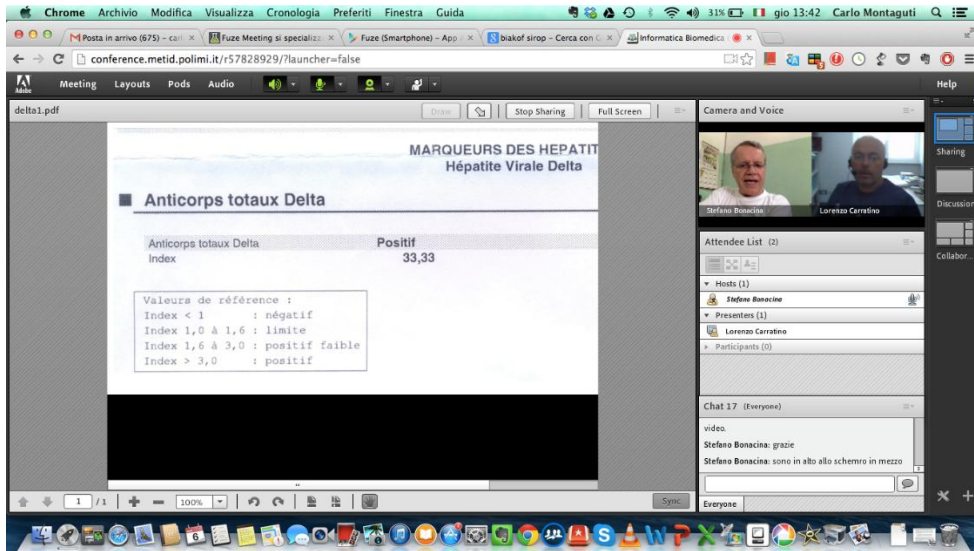 Chrome Archivio Modifica Visualizza Cronologia Preferiti Finestra Guida 31% gio 13:42 Carlo Montaguti
Posta in arrivo (675) – carl Fuze Meeting si specializz Fuze (Smartphone) – App biakof sirop – Cerca con Informatica Biomedica
conference.metid.polimi.it/r57828929/?launcher=false
Adobe Meeting Layouts Pods Audio Help
delta1.pdf Draw Stop Sharing Full Screen
MARQUEURS DES HEPATIT
Hépatite Virale Delta
Anticorps totaux Delta
Anticorps totaux Delta Positif
Index 33,33
Valeurs de référence :
Index < 1 : négatif
Index 1,0 à 1,6 : limite
Index 1,6 à 3,0 : positif faible
Index > 3,0 : positif
1 /1 100% Sync
Camera and Voice
Stefano Bonacina Lorenzo Carratino
Attendee List (2)
Hosts (1)
Stefano Bonacina
Presenters (1)
Lorenzo Carratino
Participants (0)
Chat 17 (Everyone)
video.
Stefano Bonacina: grazie
Stefano Bonacina: sono in alto allo schemro in mezzo
Everyone
Sharing
Discussion
Collabor...
6